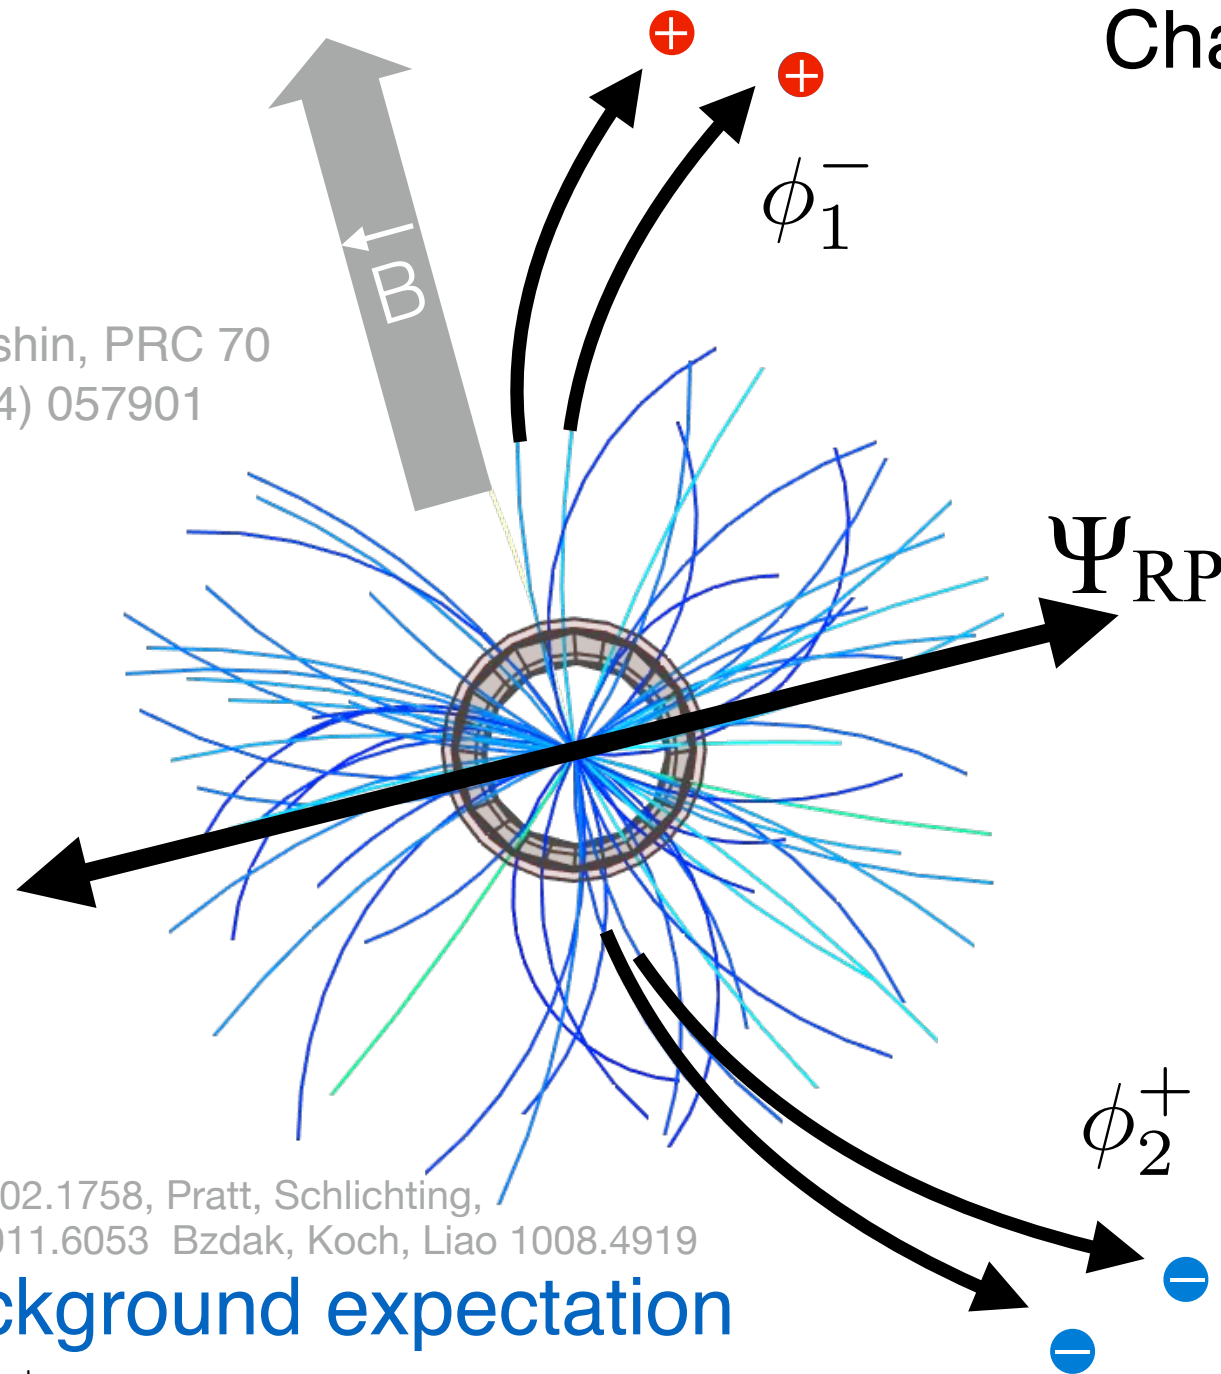 Cha
+
+
ϕ₁⁻
B
shin, PRC 70
4) 057901
Ψ_RP
ϕ₂⁺
02.1758, Pratt, Schlichting,
011.6053 Bzdak, Koch, Liao 1008.4919
ckground expectation
−
−